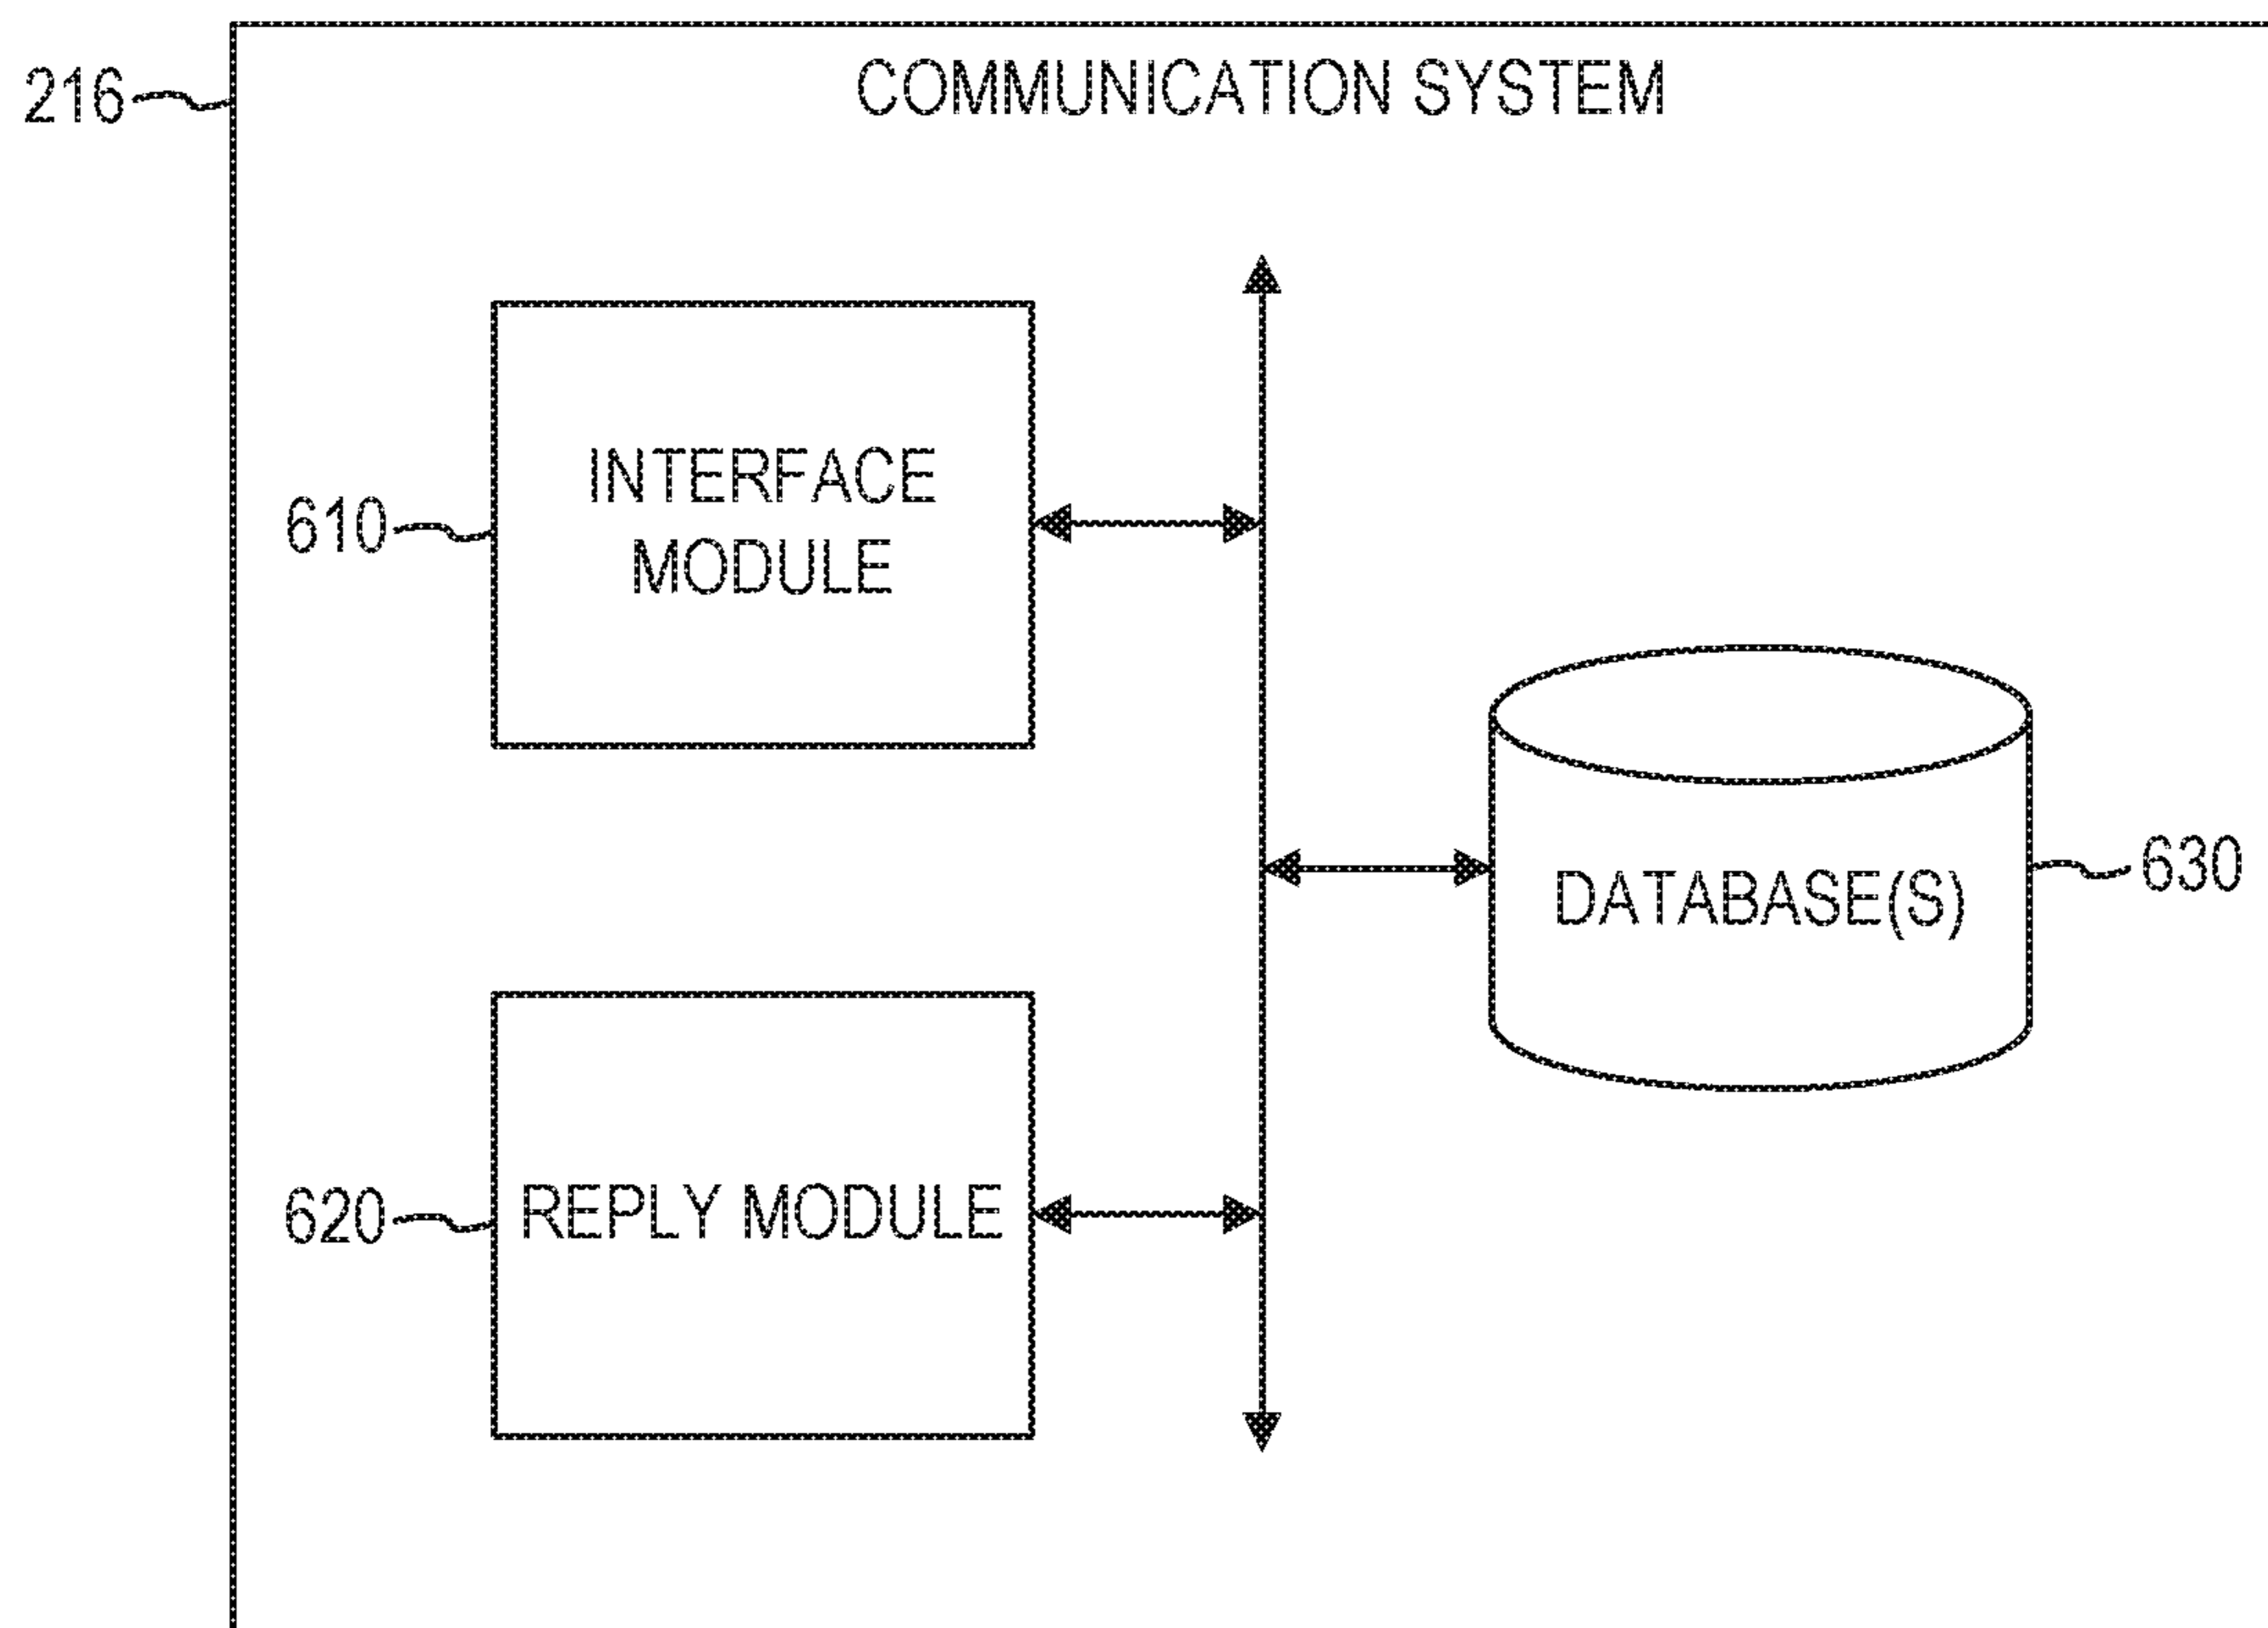 216
COMMUNICATION SYSTEM
610
INTERFACE
MODULE
630
DATABASE(S)
620
REPLY MODULE